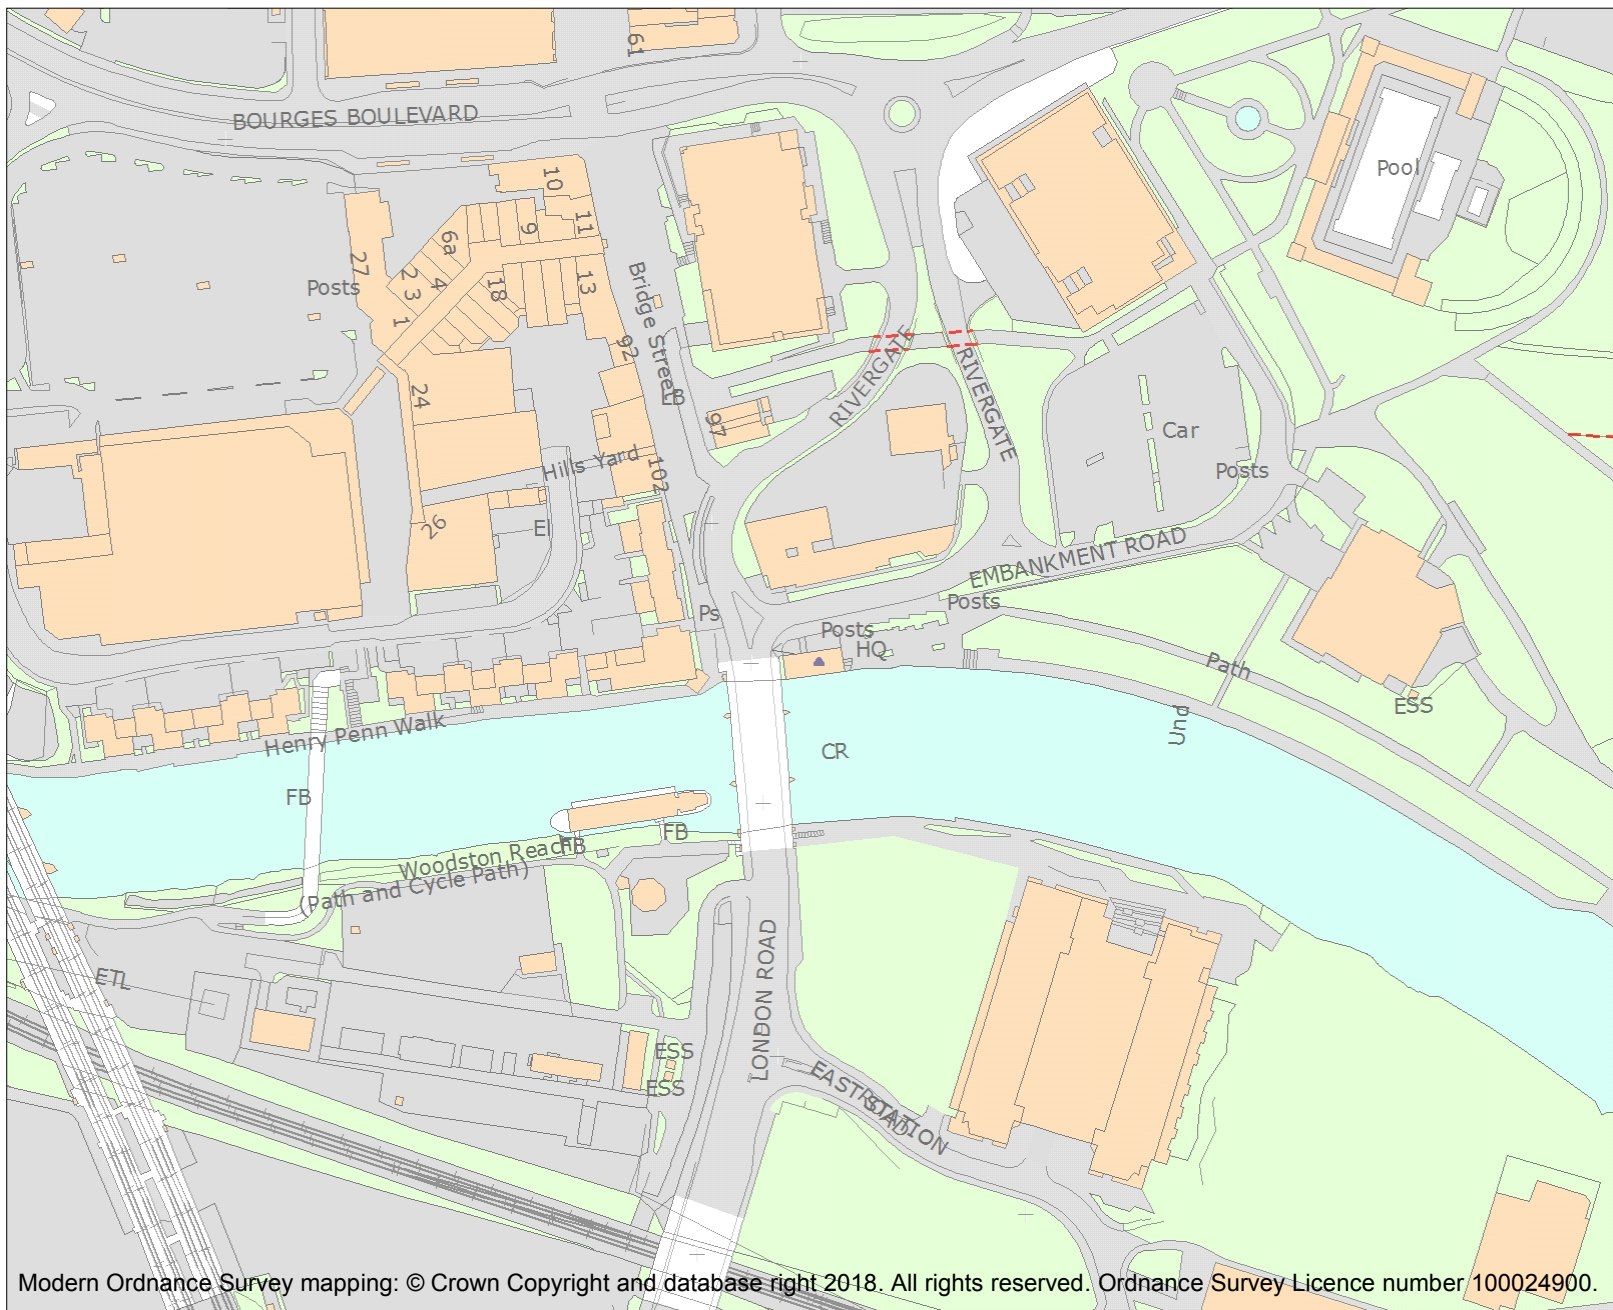 61
BOURGES BOULEVARD
Pool
10
11
9
6a
27
2
3
4
1
18
13
Posts
Bridge Street
92
RIVERGATE
RIVERGATE
24
LB
97
Car
Posts
Hills Yard
102
26
El
EMBANKMENT ROAD
Posts
Ps
Posts
HQ
Path
ESS
Und
Henry Penn Walk
CR
FB
FB
FB
Woodston Reach
(Path and Cycle Path)
ETL
LONDON ROAD
ESS
ESS
EAST STATION
ROAD
Modern Ordnance Survey mapping: © Crown Copyright and database right 2018. All rights reserved. Ordnance Survey Licence number 100024900.